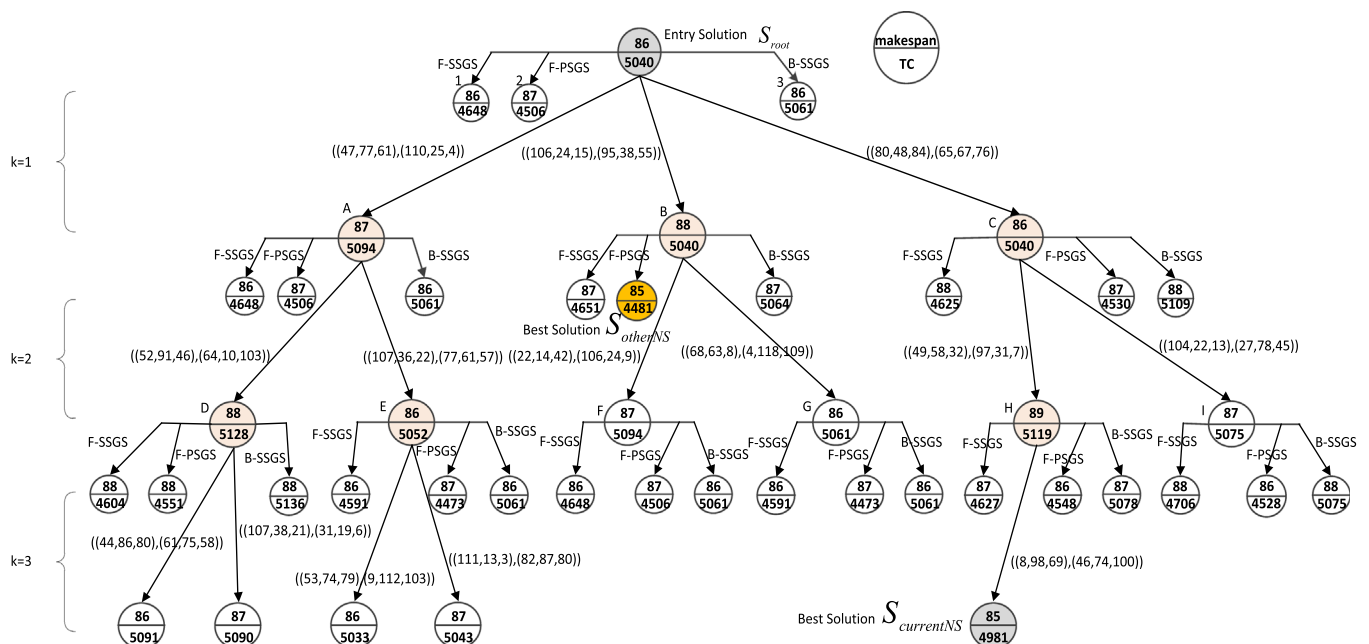 Entry Solution S root
86
5040
makespan
TC
F-SSGS
F-PSGS
B-SSGS
1
86
4648
2
87
4506
3
86
5061
k=1
((47,77,61),(110,25,4))
((106,24,15),(95,38,55))
((80,48,84),(65,67,76))
A
87
5094
B
88
5040
C
86
5040
F-SSGS
F-PSGS
B-SSGS
F-SSGS
F-PSGS
B-SSGS
F-SSGS
F-PSGS
B-SSGS
86
4648
87
4506
86
5061
87
4651
85
4481
87
5064
88
4625
87
4530
88
5109
Best Solution S otherNS
k=2
((52,91,46),(64,10,103))
((107,36,22),(77,61,57))
((22,14,42),(106,24,9))
((68,63,8),(4,118,109))
((49,58,32),(97,31,7))
((104,22,13),(27,78,45))
D
88
5128
E
86
5052
F
87
5094
G
86
5061
H
89
5119
I
87
5075
F-SSGS
F-PSGS
B-SSGS
F-SSGS
F-PSGS
B-SSGS
F-SSGS
F-PSGS
B-SSGS
F-SSGS
F-PSGS
B-SSGS
F-SSGS
F-PSGS
B-SSGS
F-SSGS
F-PSGS
B-SSGS
88
4604
88
4551
88
5136
86
4591
87
4473
86
5061
86
4648
87
4506
86
5061
86
4591
87
4473
86
5061
87
4627
86
4548
87
5078
88
4706
86
4528
88
5075
k=3
((44,86,80),(61,75,58))
((107,38,21),(31,19,6))
((53,74,79),(9,112,103))
((111,13,3),(82,87,80))
((8,98,69),(46,74,100))
86
5091
87
5090
86
5033
87
5043
Best Solution S currentNS
85
4981